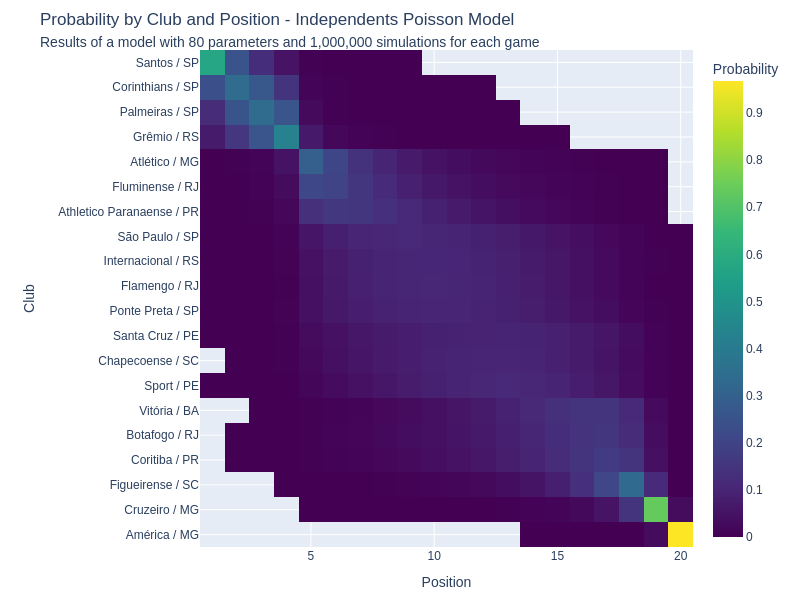 Probability by Club and Position - Independents Poisson Model
Results of a model with 80 parameters and 1,000,000 simulations for each game
Probability
Santos / SP
Corinthians / SP
Palmeiras / SP
Grêmio / RS
Atlético / MG
Fluminense / RJ
Athletico Paranaense / PR
São Paulo / SP
Internacional / RS
Flamengo / RJ
Ponte Preta / SP
Santa Cruz / PE
Chapecoense / SC
Sport / PE
Vitória / BA
Botafogo / RJ
Coritiba / PR
Figueirense / SC
Cruzeiro / MG
América / MG
Club
5
10
15
20
Position
0.9
0.8
0.7
0.6
0.5
0.4
0.3
0.2
0.1
0